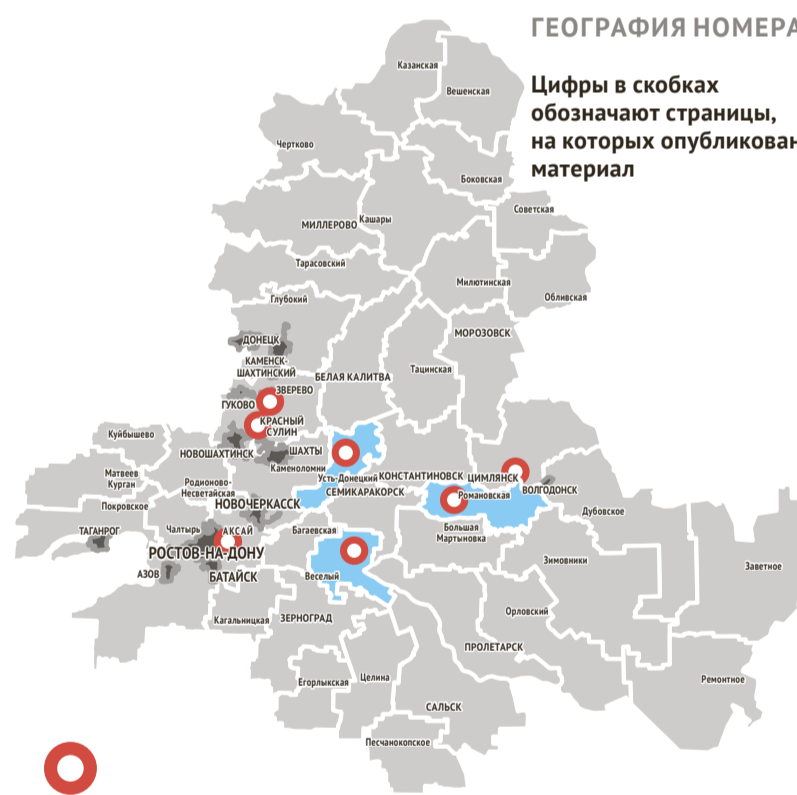 ГЕОГРАФИЯ НОМЕРА
Цифры в скобках
обозначают страницы,
на которых опубликован
материал
Казанская
Вешенская
Чертково
Боковская
Советская
МИЛЛЕРОВО
Кашары
Тарасовский
Милютинская
Обливская
Глубокий
МОРОЗОВСК
ДОНЕЦК
КАМЕНСК-
ШАХТИНСКИЙ
БЕЛАЯ КАЛИТВА
Тацинская
ЗВЕРЕВО
ГУКОВО
КРАСНЫЙ
СУЛИН
Куйбышево
НОВОШАХТИНСК
ШАХТЫ
Каменоломни
Матвеев
Курган
Усть-Донецкий
КОНСТАНТИНОВСК
ЦИМЛЯНСК
Родионово-
Несветайская
СЕМИКАРАКОРСК
Романовская
ВОЛГОДОНСК
Покровское
НОВОЧЕРКАССК
Дубовское
ТАГАНРОГ
Чалтырь
АКСАЙ
Багаевская
Большая
Мартыновка
РОСТОВ-НА-ДОНУ
Зимовники
Заветное
АЗОВ
БАТАЙСК
Веселый
Кагальницкая
ЗЕРНОГРАД
Орловский
ПРОЛЕТАРСК
Егорлыкская
Целина
Ремонтное
САЛЬСК
Песчанокопское